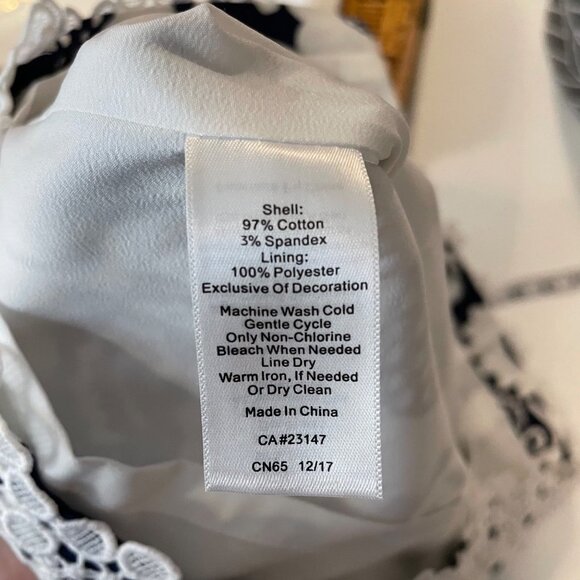 Shell:
97% Cotton
3% Spandex
Lining:
100% Polyester
Exclusive Of Decoration
Machine Wash Cold
Gentle Cycle
Only Non-Chlorine
Bleach When Needed
Line Dry
Warm Iron, If Needed
Or Dry Clean
Made In China
CA#23147
CN65 12/17